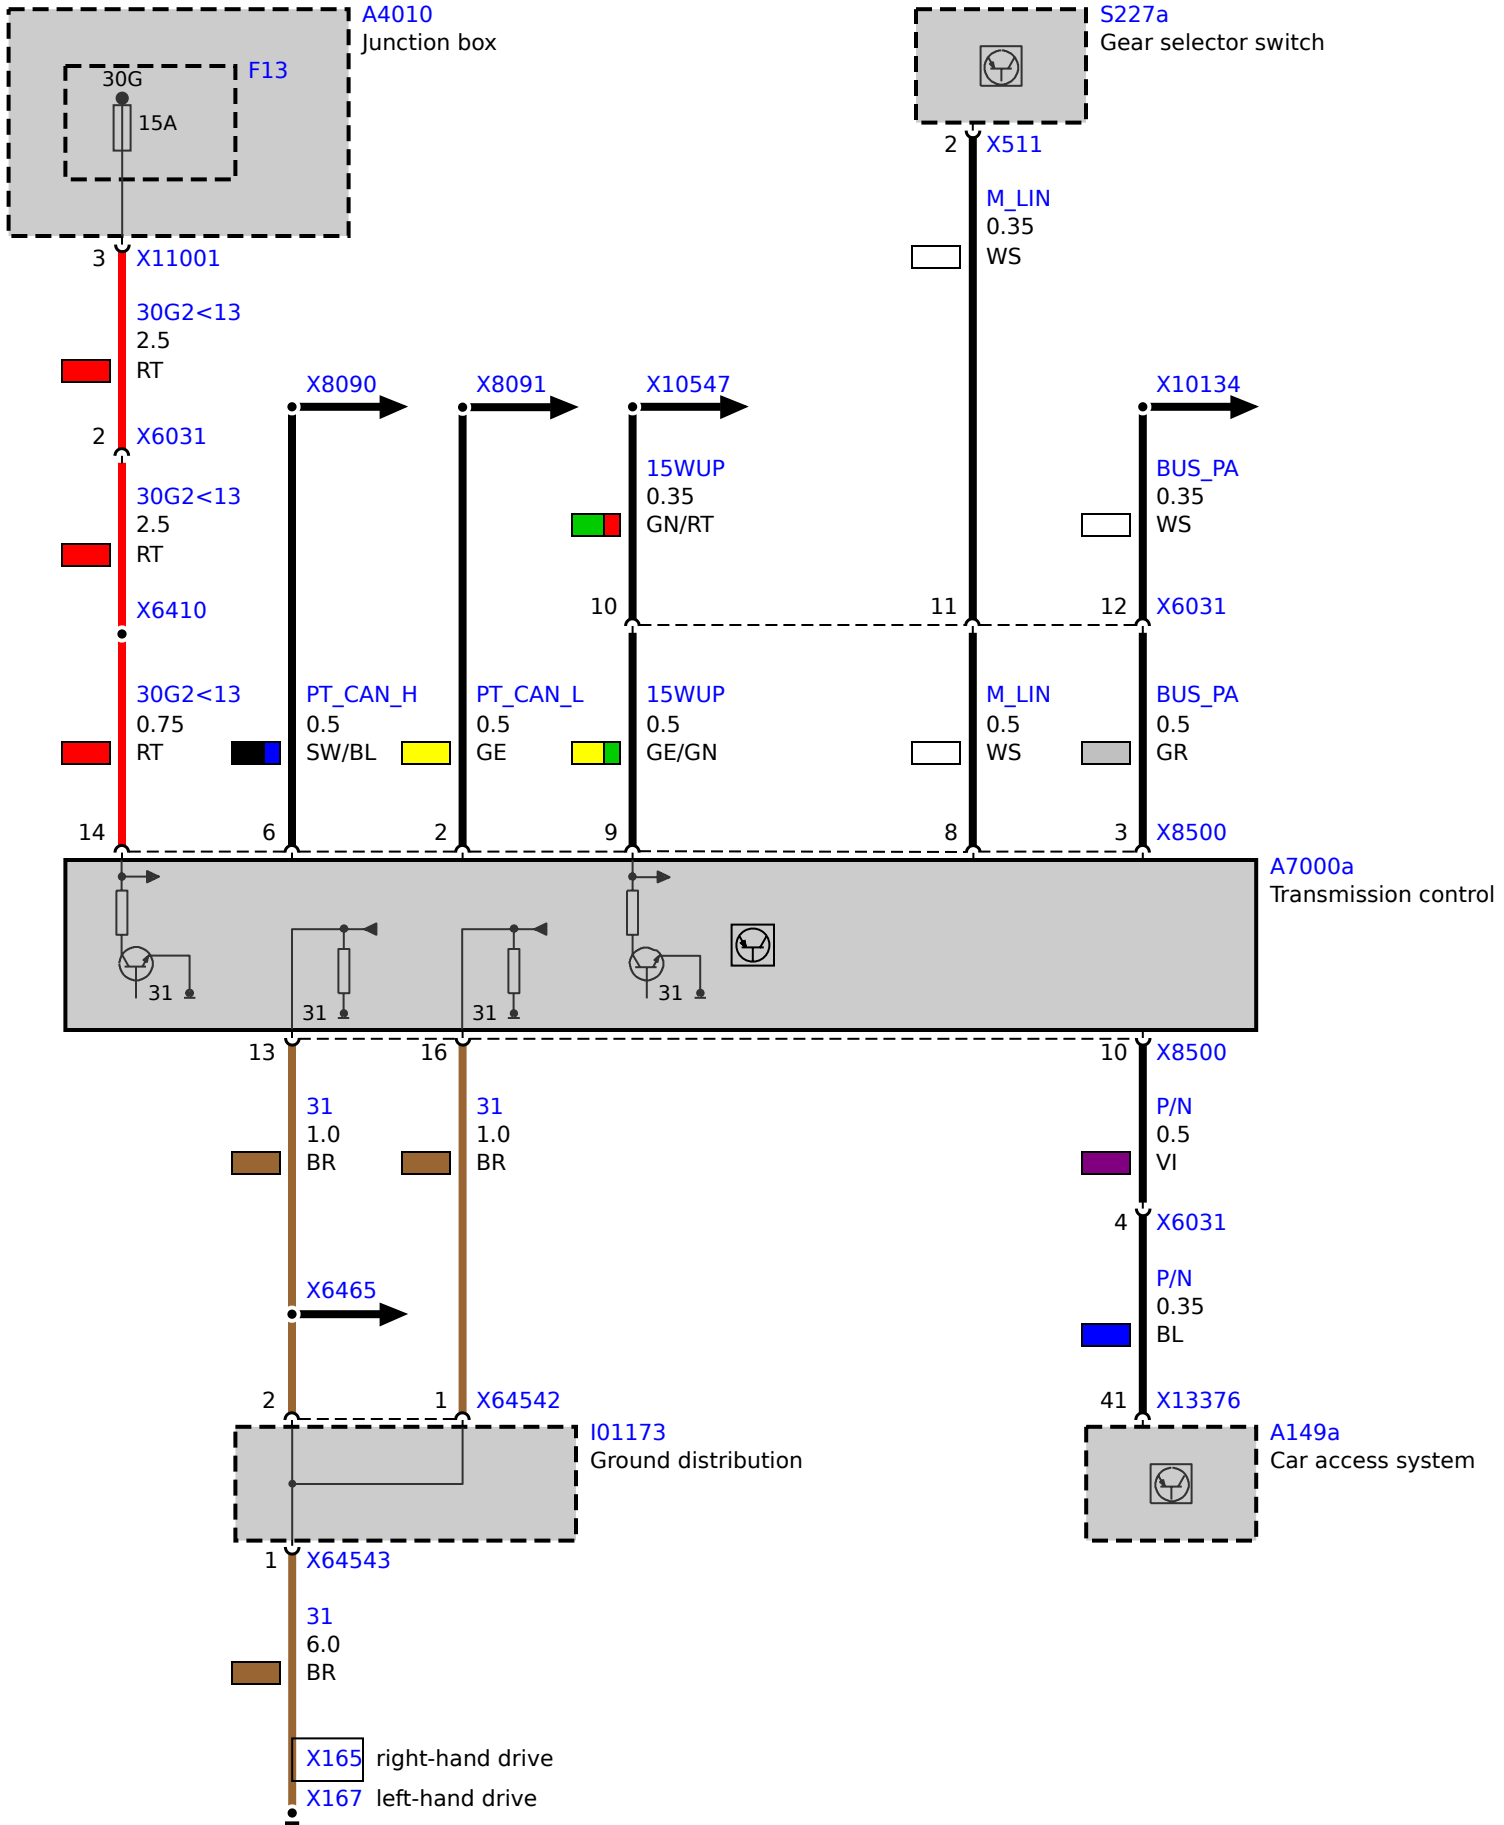 A4010
Junction box
F13
30G
15A
S227a
Gear selector switch
2 X511
M_LIN
0.35
WS
3 X11001
30G2<13
2.5
RT
X8090
X8091
X10547
X10134
2 X6031
15WUP
0.35
GN/RT
BUS_PA
0.35
WS
30G2<13
2.5
RT
X6410
10
11
12 X6031
30G2<13
0.75
RT
PT_CAN_H
0.5
SW/BL
PT_CAN_L
0.5
GE
15WUP
0.5
GE/GN
M_LIN
0.5
WS
BUS_PA
0.5
GR
14
6
2
9
8
3 X8500
A7000a
Transmission control
31
31
31
31
13
16
10 X8500
31
1.0
BR
31
1.0
BR
P/N
0.5
VI
4 X6031
X6465
P/N
0.35
BL
2
1 X64542
41 X13376
I01173
Ground distribution
A149a
Car access system
1 X64543
31
6.0
BR
X165 right-hand drive
X167 left-hand drive